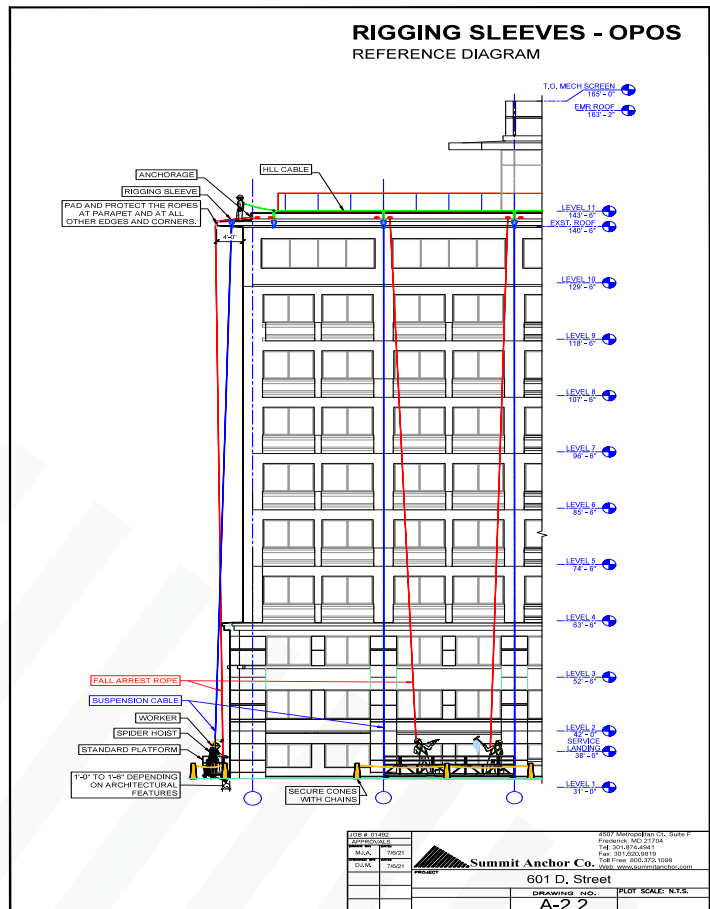 RIGGING SLEEVES - OPOS
REFERENCE DIAGRAM
T.O. MECH SCREEN
165' - 0"
EMR ROOF
163' - 2"
ANCHORAGE
HLL CABLE
RIGGING SLEEVE
PAD AND PROTECT THE ROPES
AT PARAPET AND AT ALL
OTHER EDGES AND CORNERS.
4'-0"
LEVEL 11
143' - 6"
EXST. ROOF
140' - 6"
LEVEL 10
129' - 6"
LEVEL 9
118' - 6"
LEVEL 8
107' - 6"
LEVEL 7
96' - 6"
LEVEL 6
85' - 6"
LEVEL 5
74' - 6"
LEVEL 4
63' - 6"
LEVEL 3
52' - 6"
FALL ARREST ROPE
SUSPENSION CABLE
WORKER
SPIDER HOIST
STANDARD PLATFORM
LEVEL 2
42' - 0"
SERVICE
LANDING
38' - 0"
LEVEL 1
31' - 0"
1'-0" TO 1'-6" DEPENDING
ON ARCHITECTURAL
FEATURES
SECURE CONES
WITH CHAINS
JOB #: 01492
APPROVALS
DRAWN BY DATE
M.J.A. 7/6/21
DATE
DJ.M. 7/6/21
Summit Anchor Co.
4507 Metropolitan Ct., Suite F
Frederick, MD 21704
Tel: 301.874.4941
Fax: 301.620.9819
Toll Free: 800.372.1098
Web: www.summitanchor.com
PROJECT
601 D. Street
DRAWING NO.
PLOT SCALE: N.T.S.
A-2.2